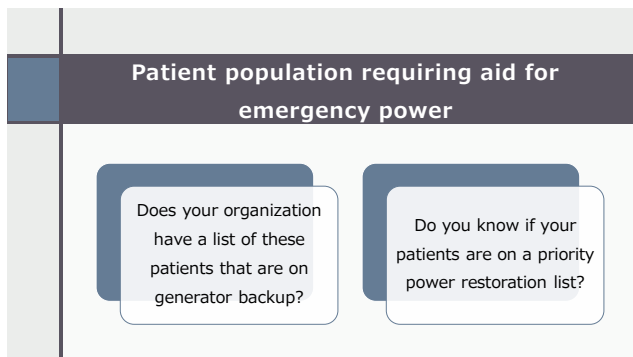 Patient population requiring aid for
emergency power
Does your organization
have a list of these
patients that are on
generator backup?
Do you know if your
patients are on a priority
power restoration list?